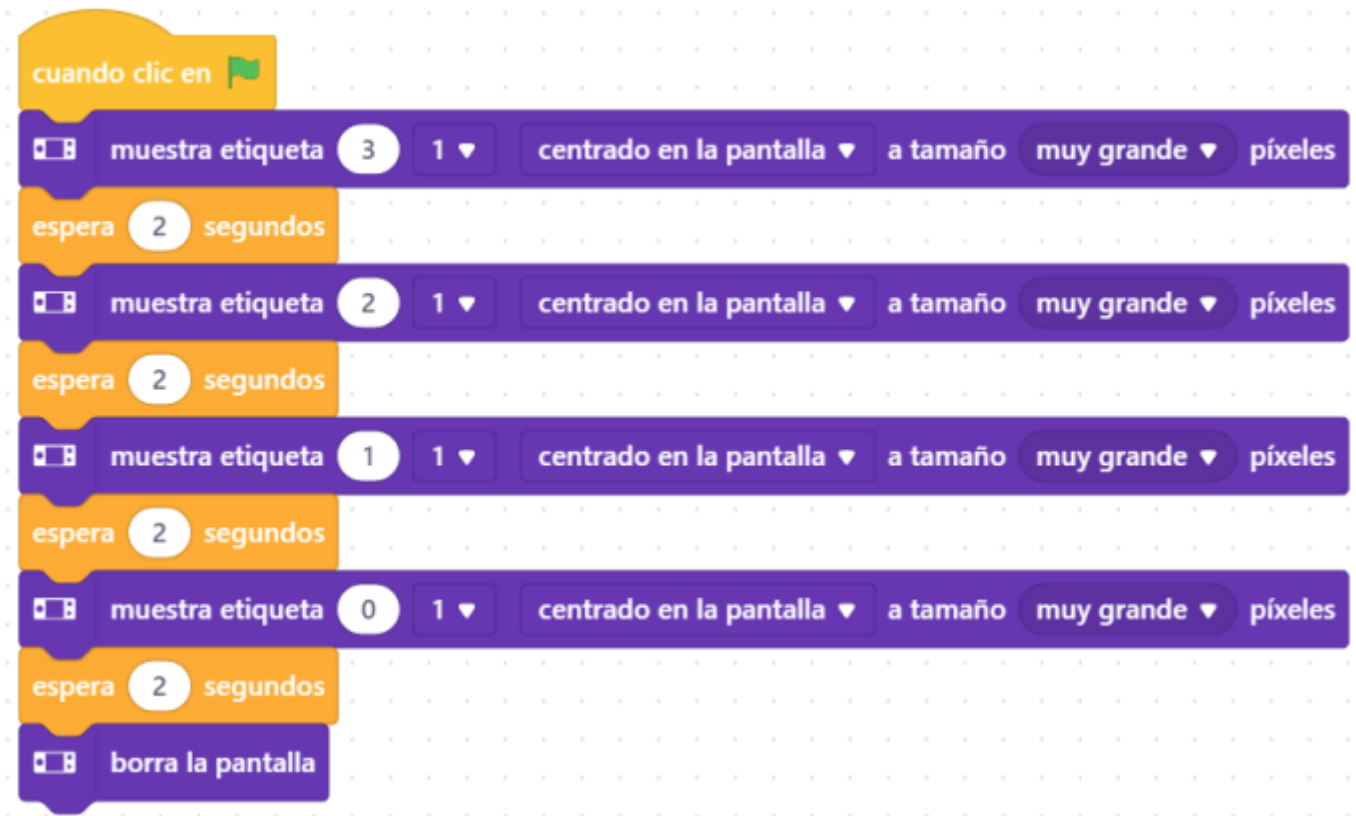 cuando clic en
muestra etiqueta 3 1 centrado en la pantalla a tamaño muy grande píxeles
espera 2 segundos
muestra etiqueta 2 1 centrado en la pantalla a tamaño muy grande píxeles
espera 2 segundos
muestra etiqueta 1 1 centrado en la pantalla a tamaño muy grande píxeles
espera 2 segundos
muestra etiqueta 0 1 centrado en la pantalla a tamaño muy grande píxeles
espera 2 segundos
borra la pantalla